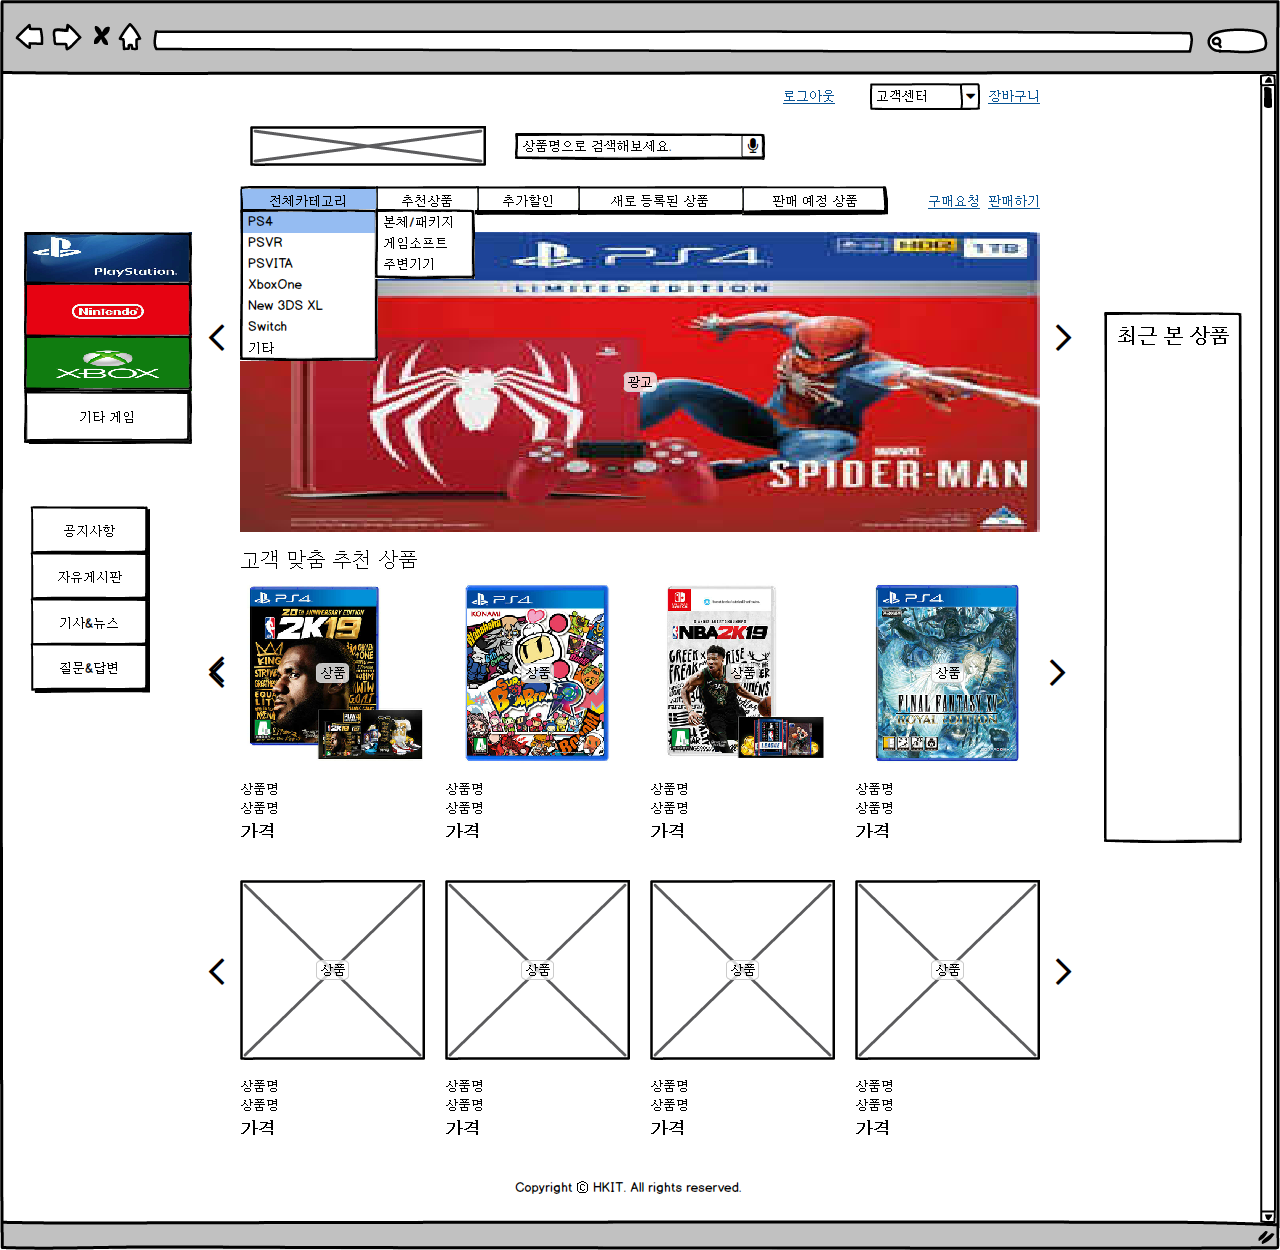 로그아웃 고객센터 장바구니
상품명으로 검색해보세요.
전체카테고리 추천상품 추가할인 새로 등록된 상품 판매 예정 상품 구매요청 판매하기
PS4 본체/패키지
PSVR 게임소프트
PSVITA 주변기기
XboxOne
New 3DS XL
Switch
기타
PlayStation.
Nintendo
XBOX
기타 게임
PS4 HDR 1TB
LIMITED EDITION
광고
MARVEL
SPIDER-MAN
최근 본 상품
공지사항
자유게시판
기사&뉴스
질문&답변
고객 맞춤 추천 상품
PS4
20th ANNIVERSARY EDITION
2K19
상품
PS4
KONAMI
상품
NBA2K19
상품
PS4
상품
FINAL FANTASY XV
ROYAL EDITION
상품명 상품명 상품명 상품명
상품명 상품명 상품명 상품명
가격 가격 가격 가격
상품 상품 상품 상품
상품명 상품명 상품명 상품명
상품명 상품명 상품명 상품명
가격 가격 가격 가격
Copyright © HKIT. All rights reserved.